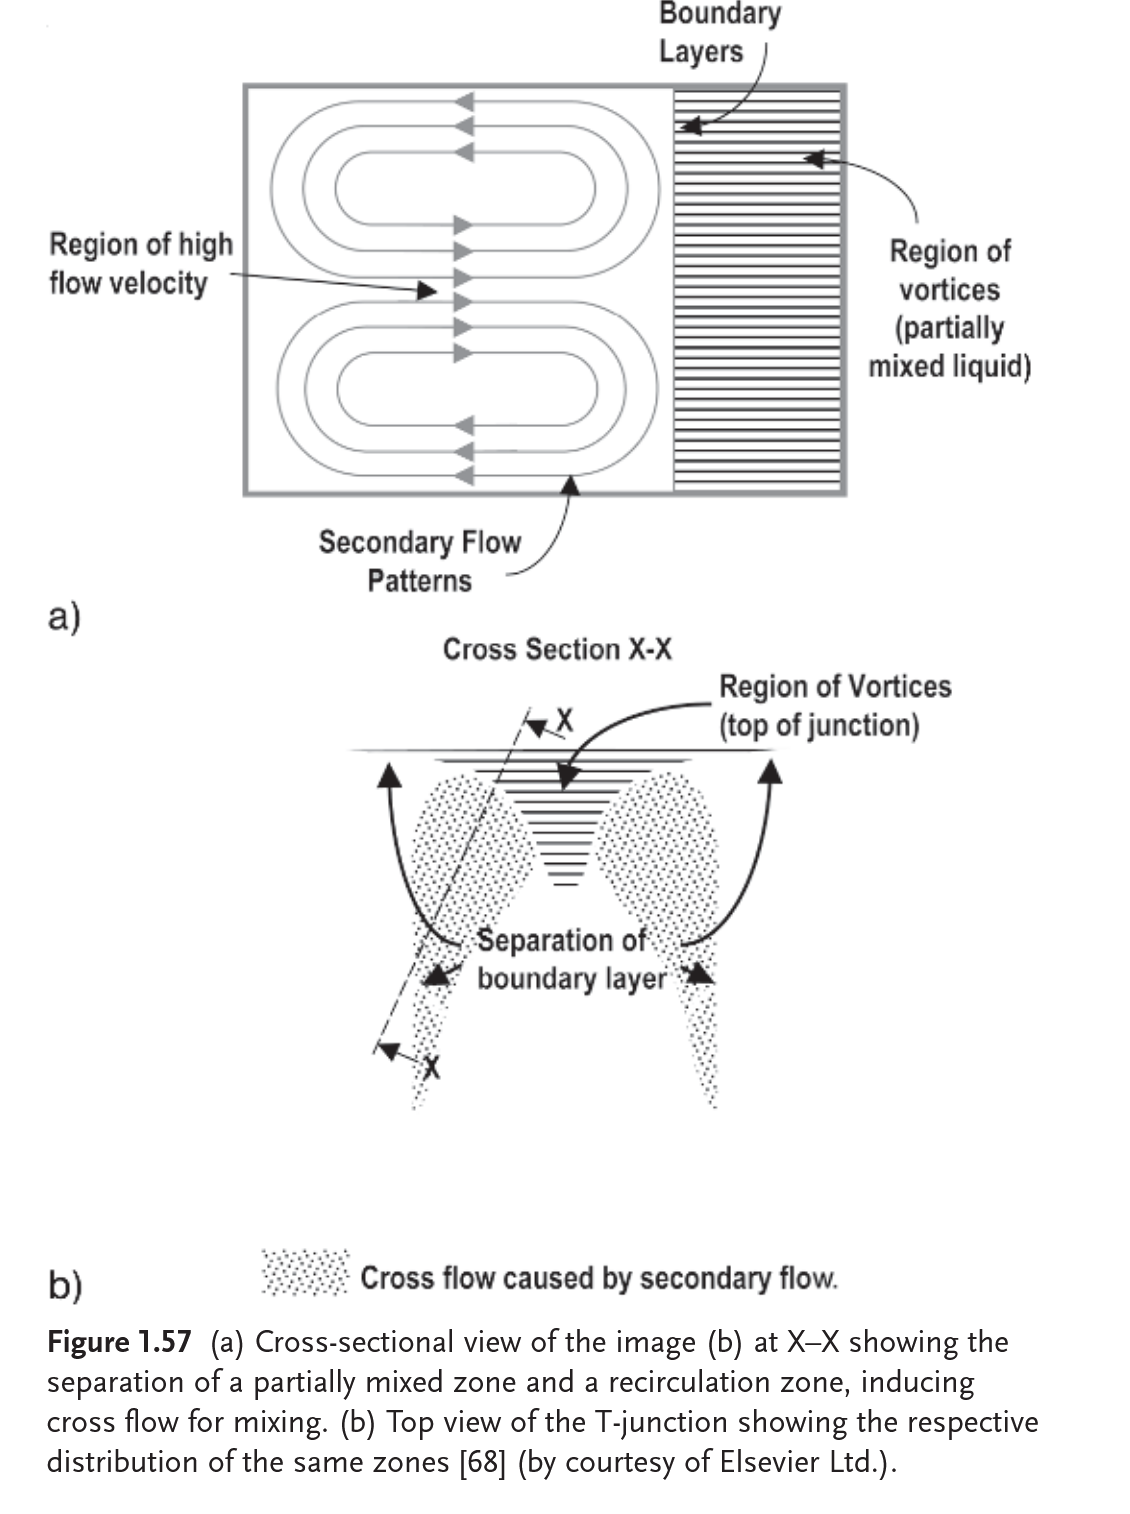 Boundary
Layers
Region of high
flow velocity
Region of
vortices
(partially
mixed liquid)
Secondary Flow
Patterns
a)
Cross Section X-X
Region of Vortices
(top of junction)
X
Separation of
boundary layer
X
b)
Cross flow caused by secondary flow.
Figure 1.57 (a) Cross-sectional view of the image (b) at X–X showing the
separation of a partially mixed zone and a recirculation zone, inducing
cross flow for mixing. (b) Top view of the T-junction showing the respective
distribution of the same zones [68] (by courtesy of Elsevier Ltd.).